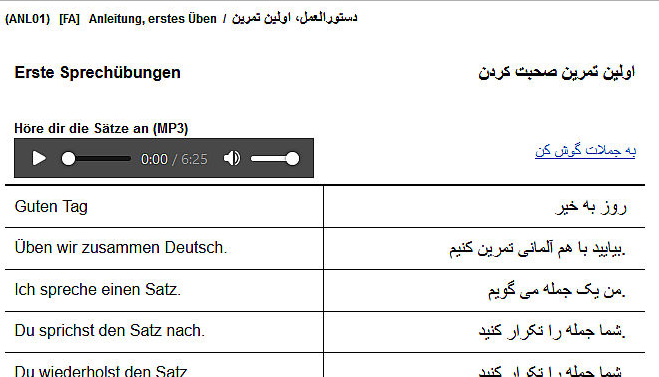 (ANL01) [FA] Anleitung, erstes Üben / دستورالعمل، اولین تمرین
Erste Sprechübungen اولین تمرین صحبت کردن
Höre dir die Sätze an (MP3)
0:00 / 6:25 به جملات گوش کن
Guten Tag روز به خیر
Üben wir zusammen Deutsch. بیایید با هم آلمانی تمرین کنیم.
Ich spreche einen Satz. من یک جمله می گویم.
Du sprichst den Satz nach. شما جمله را تکرار کنید.
Du wiederholst den Satz شما جمله را تکرار کنید